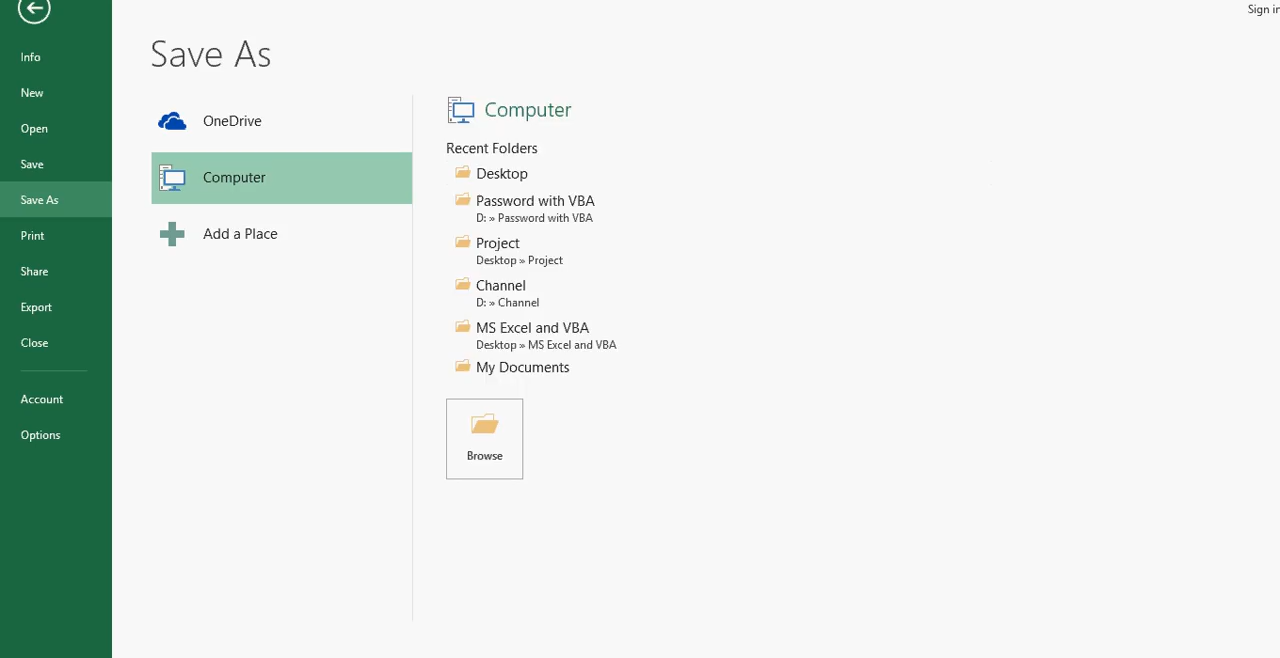 Sign in
Info
New
Open
Save
Save As
Print
Share
Export
Close
Account
Options
Save As
OneDrive
Computer
Add a Place
Computer
Recent Folders
Desktop
Password with VBA
D: » Password with VBA
Project
Desktop » Project
Channel
D: » Channel
MS Excel and VBA
Desktop » MS Excel and VBA
My Documents
Browse